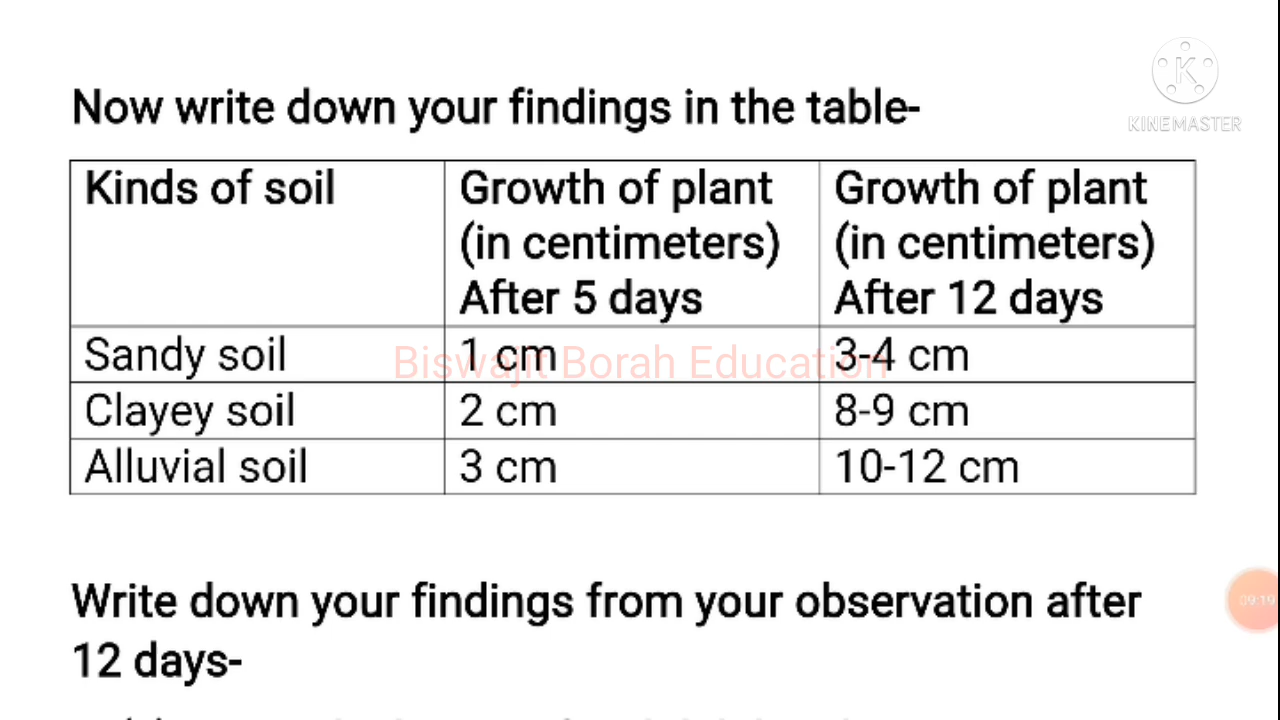 KINEMASTER
Now write down your findings in the table-
Kinds of soil
Growth of plant
(in centimeters)
After 5 days
Growth of plant
(in centimeters)
After 12 days
Sandy soil 1 cm 3-4 cm
Biswajit Borah Education
Clayey soil 2 cm 8-9 cm
Alluvial soil 3 cm 10-12 cm
Write down your findings from your observation after
09:19
12 days-